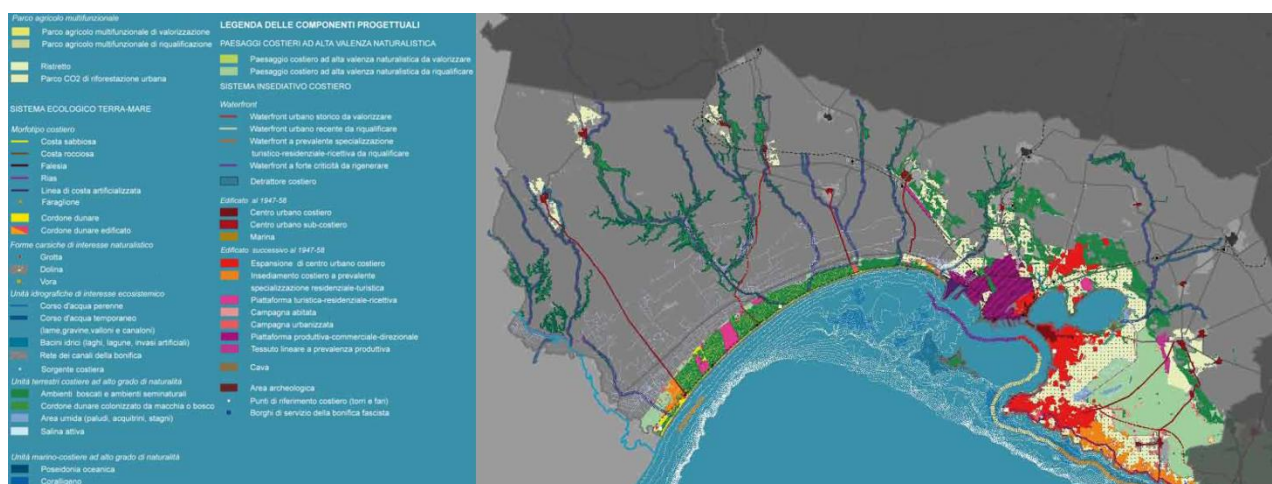 Parco agricolo multifunzionale
Parco agricolo multifunzionale di valorizzazione
Parco agricolo multifunzionale di riqualificazione
Ristretto
Parco CO2 di riforestazione urbana
SISTEMA ECOLOGICO TERRA-MARE
Morfotipo costiero
Costa sabbiosa
Costa rocciosa
Falesia
Rias
Linea di costa artificializzata
Faraglione
Cordone dunare
Cordone dunare edificato
Forme carsiche di interesse naturalistico
Grotta
Dolina
Vora
Unità idrografiche di interesse ecosistemico
Corso d'acqua perenne
Corso d'acqua temporaneo
(lame,gravine,valloni e canaloni)
Bacini idrici (laghi, lagune, invasi artificiali)
Rete dei canali della bonifica
Sorgente costiera
Unità terrestri costiere ad alto grado di naturalità
Ambienti boscati e ambienti seminaturali
Cordone dunare colonizzato da macchia o bosco
Area umida (paludi, acquitrini, stagni)
Salina attiva
Unità marino-costiere ad alto grado di naturalità
Poseidonia oceanica
Coralligeno
LEGENDA DELLE COMPONENTI PROGETTUALI
PAESAGGI COSTIERI AD ALTA VALENZA NATURALISTICA
Paesaggio costiero ad alta valenza naturalistica da valorizzare
Paesaggio costiero ad alta valenza naturalistica da riqualificare
SISTEMA INSEDIATIVO COSTIERO
Waterfront
Waterfront urbano storico da valorizzare
Waterfront urbano recente da riqualificare
Waterfront a prevalente specializzazione
turistico-residenziale-ricettiva da riqualificare
Waterfront a forte criticità da rigenerare
Detrattore costiero
Edificato al 1947-58
Centro urbano costiero
Centro urbano sub-costiero
Marina
Edificato successivo al 1947-58
Espansione di centro urbano costiero
Insediamento costiero a prevalente
specializzazione residenziale-turistica
Piattaforma turistica-residenziale-ricettiva
Campagna abitata
Campagna urbanizzata
Piattaforma produttiva-commerciale-direzionale
Tessuto lineare a prevalenza produttiva
Cava
Area archeologica
Punti di riferimento costiero (torri e fari)
Borghi di servizio della bonifica fascista